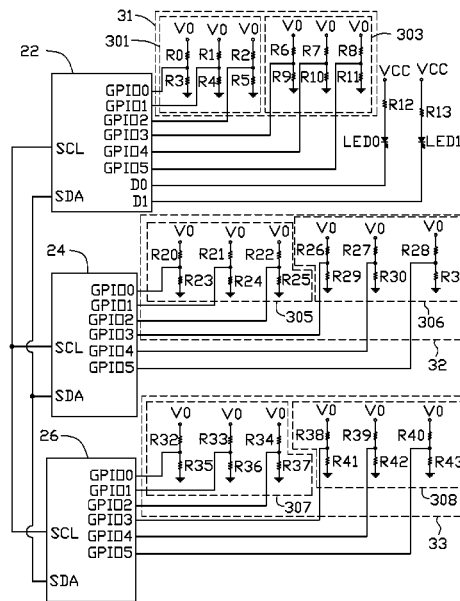 31
22
301
V0 V0 V0
V0 V0 V0
303
R0 R1 R2
R6 R7 R8
R3 R4 R5
R9 R10 R11
VCC VCC
R12 R13
LED0 LED1
GPIO0
GPIO1
GPIO2
GPIO3
GPIO4
GPIO5
D0
D1
SCL
SDA
24
V0 V0 V0
V0 V0 V0
R20 R21 R22
R26 R27 R28
R23 R24 R25
R29 R30 R3
305
306
32
GPIO0
GPIO1
GPIO2
GPIO3
GPIO4
GPIO5
SCL
SDA
26
V0 V0 V0
V0 V0 V0
R32 R33 R34
R38 R39 R40
R35 R36 R37
R41 R42 R43
307
308
33
GPIO0
GPIO1
GPIO2
GPIO3
GPIO4
GPIO5
SCL
SDA